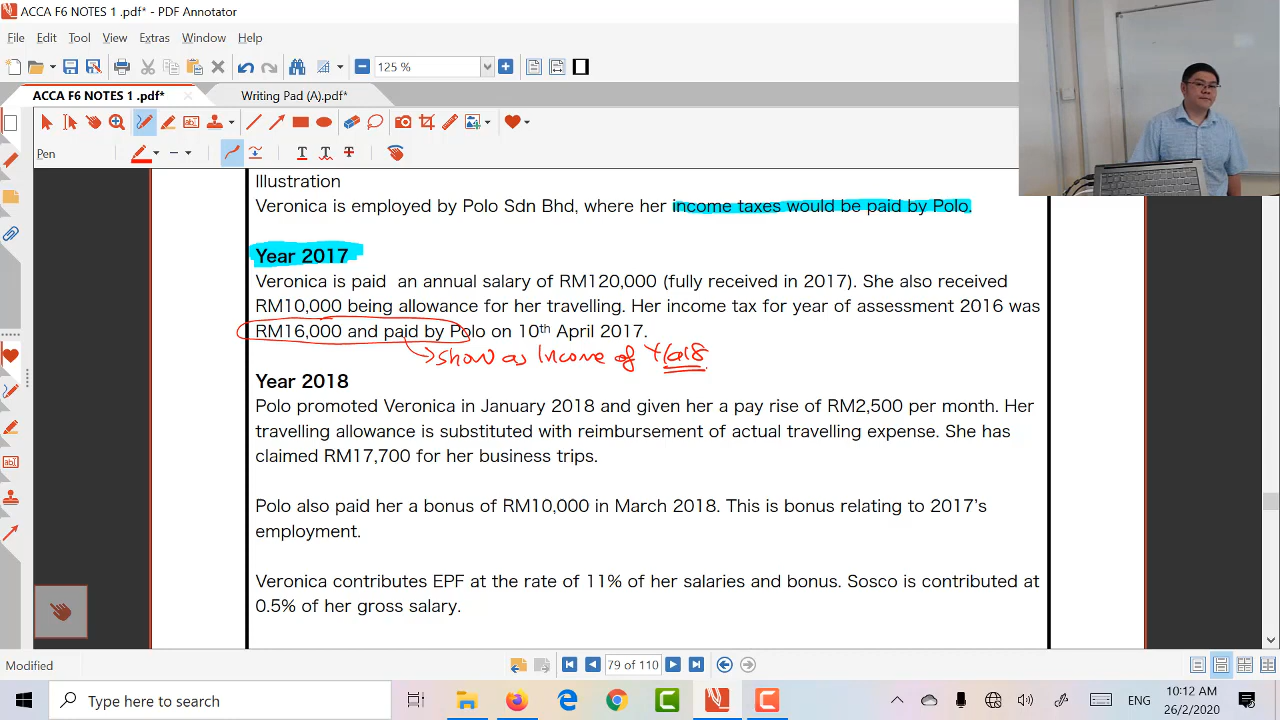 ACCA F6 NOTES 1 .pdf* - PDF Annotator
File Edit Tool View Extras Window Help
125 %
ACCA F6 NOTES 1 .pdf* Writing Pad (A).pdf*
Pen
Illustration
Veronica is employed by Polo Sdn Bhd, where her income taxes would be paid by Polo.
Year 2017
Veronica is paid an annual salary of RM120,000 (fully received in 2017). She also received
RM10,000 being allowance for her travelling. Her income tax for year of assessment 2016 was
RM16,000 and paid by Polo on 10th April 2017.
show as Income of
Year 2018
Polo promoted Veronica in January 2018 and given her a pay rise of RM2,500 per month. Her
travelling allowance is substituted with reimbursement of actual travelling expense. She has
claimed RM17,700 for her business trips.
Polo also paid her a bonus of RM10,000 in March 2018. This is bonus relating to 2017's
employment.
Veronica contributes EPF at the rate of 11% of her salaries and bonus. Sosco is contributed at
0.5% of her gross salary.
Modified
79 of 110
Type here to search
ENG
10:12 AM
26/2/2020